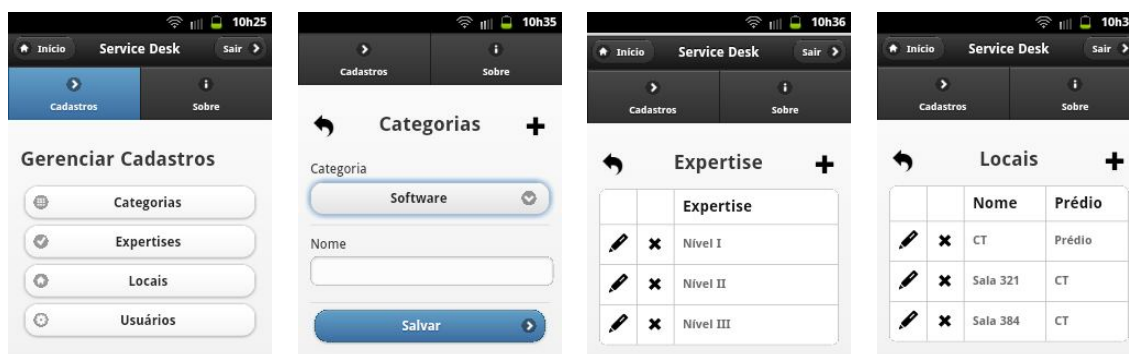 10h25
Início Service Desk Sair
Cadastros Sobre
Gerenciar Cadastros
Categorias
Expertises
Locais
Usuários
10h35
Cadastros Sobre
Categorias
Categoria
Software
Nome
Salvar
10h36
Início Service Desk Sair
Cadastros Sobre
Expertise
Expertise
Nível I
Nível II
Nível III
10h3
Início Service Desk Sair
Cadastros Sobre
Locais
Nome Prédio
CT Prédio
Sala 321 CT
Sala 384 CT